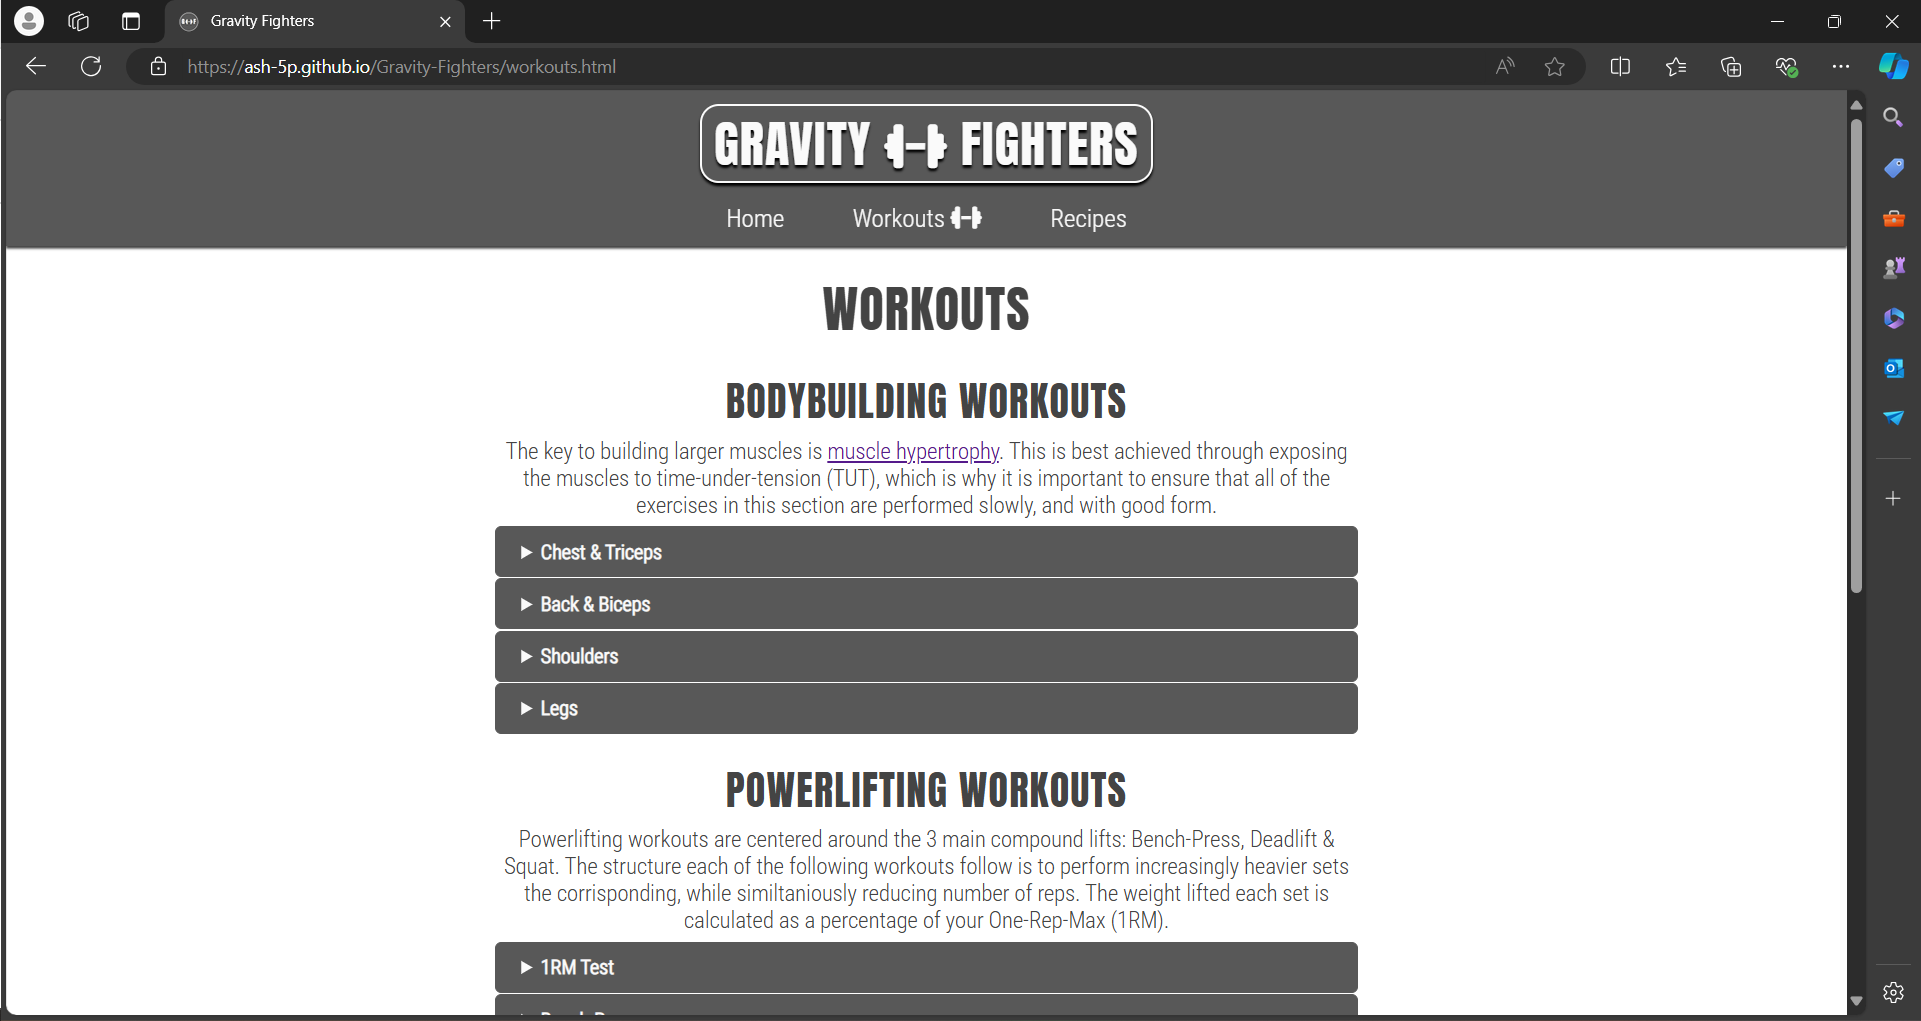 Gravity Fighters
https://ash-5p.github.io/Gravity-Fighters/workouts.html
GRAVITY FIGHTERS
Home Workouts Recipes
WORKOUTS
BODYBUILDING WORKOUTS
The key to building larger muscles is muscle hypertrophy. This is best achieved through exposing
the muscles to time-under-tension (TUT), which is why it is important to ensure that all of the
exercises in this section are performed slowly, and with good form.
Chest & Triceps
Back & Biceps
Shoulders
Legs
POWERLIFTING WORKOUTS
Powerlifting workouts are centered around the 3 main compound lifts: Bench-Press, Deadlift &
Squat. The structure each of the following workouts follow is to perform increasingly heavier sets
the corrisponding, while similtaniously reducing number of reps. The weight lifted each set is
calculated as a percentage of your One-Rep-Max (1RM).
1RM Test